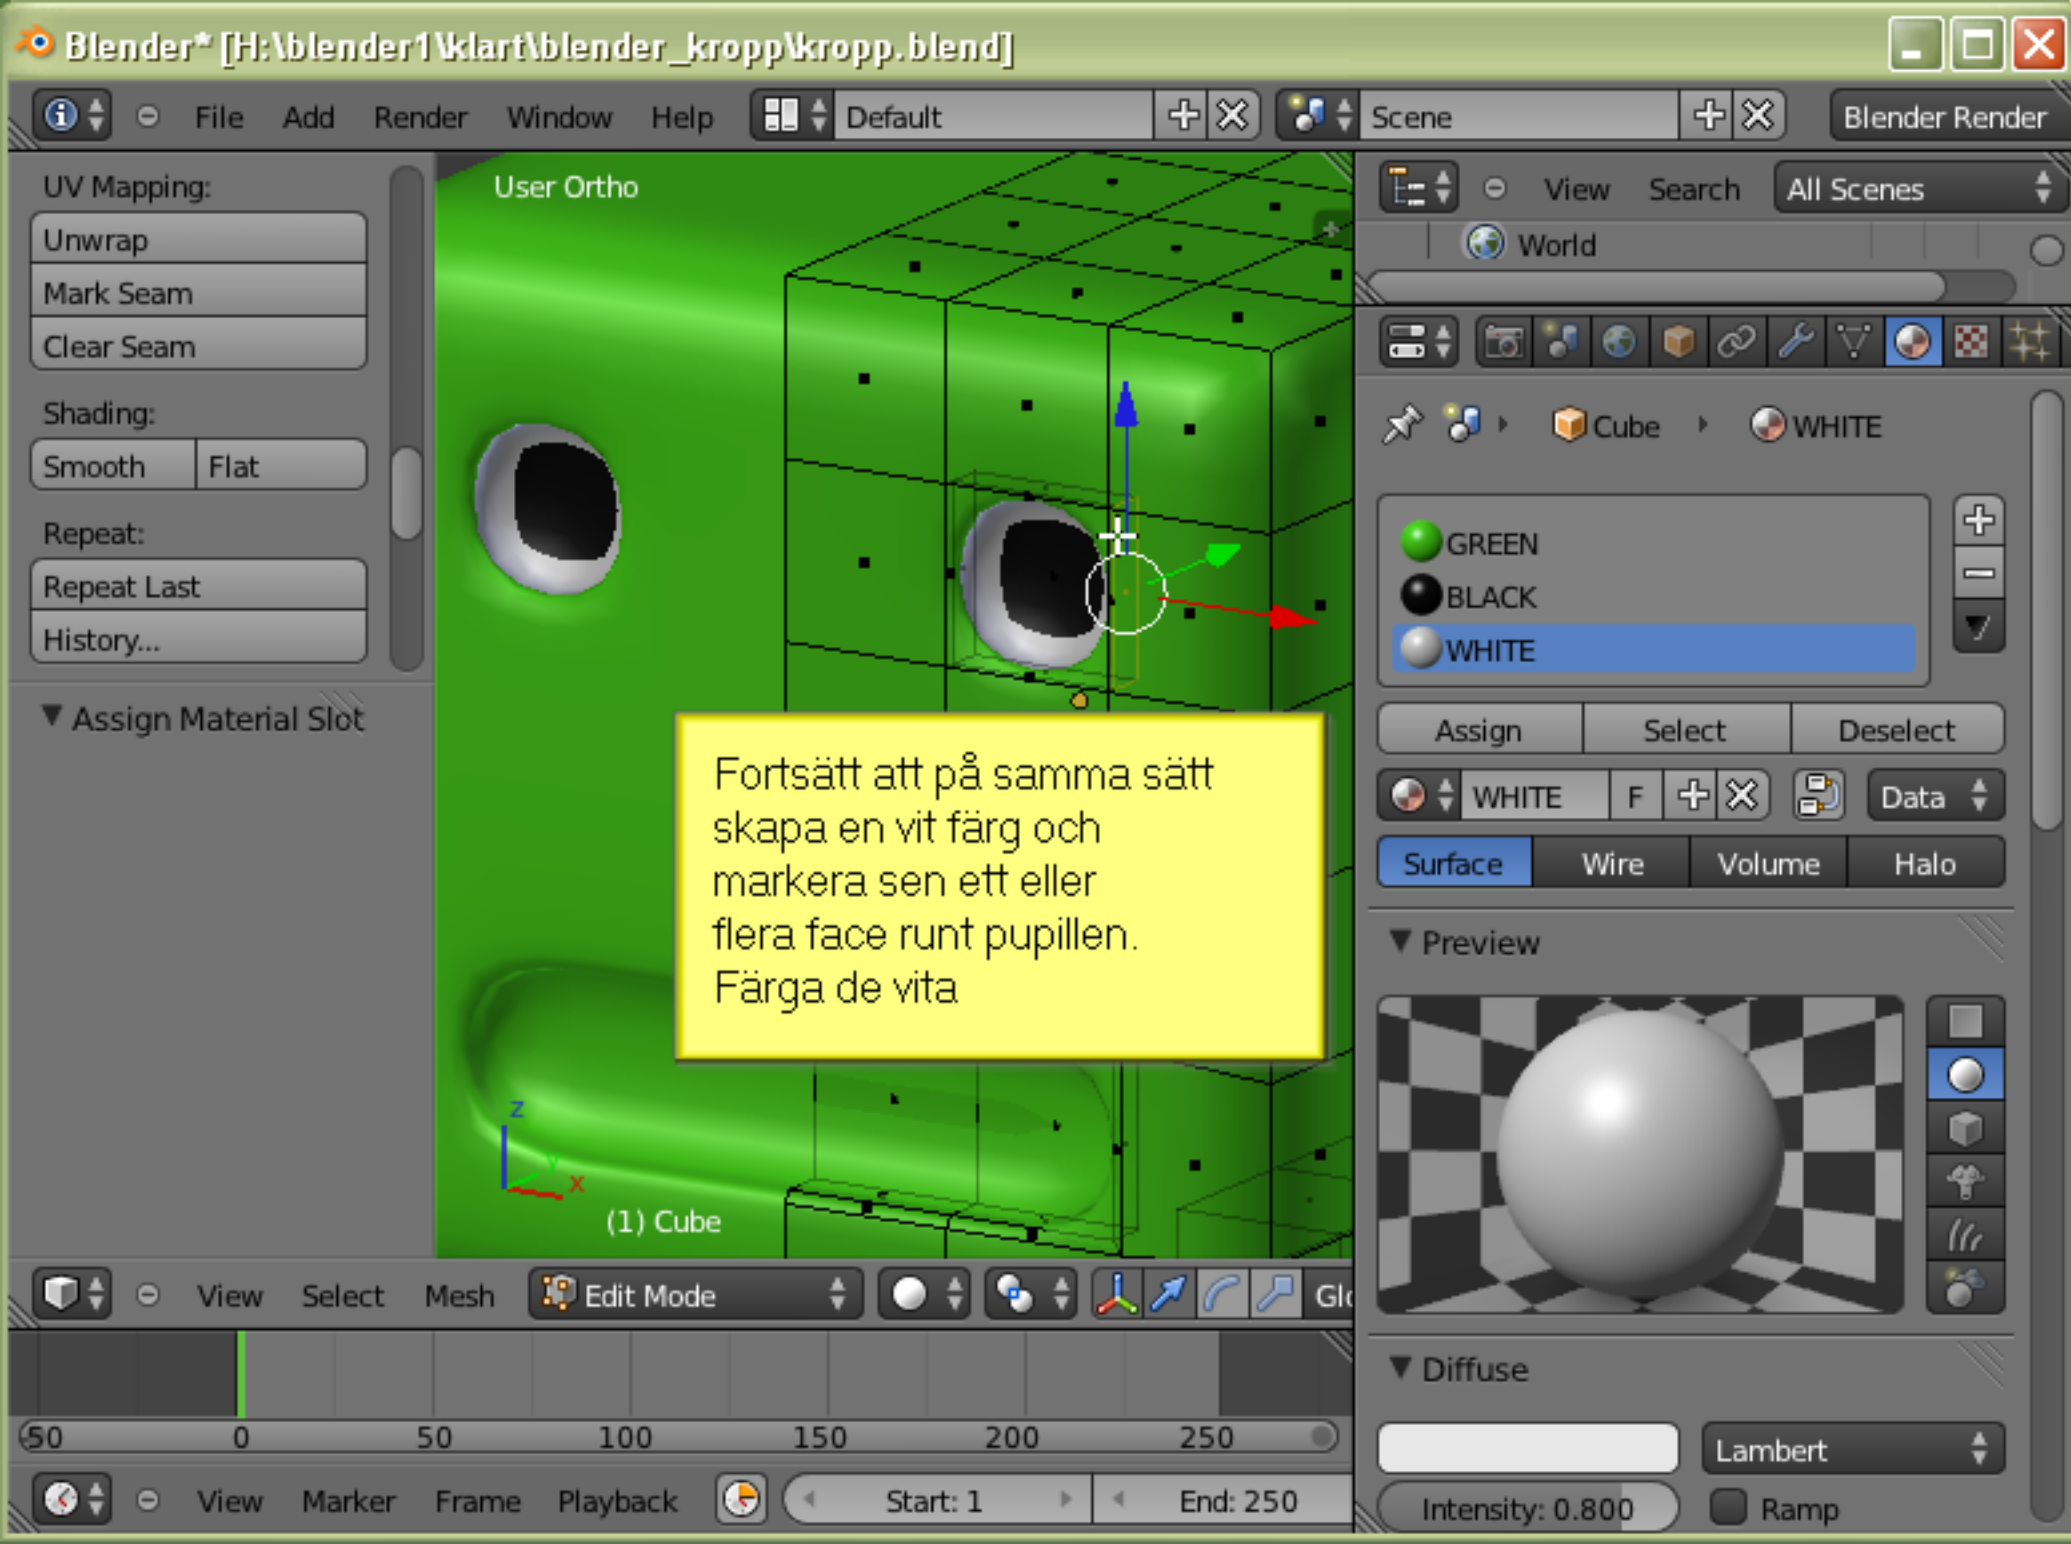 Blender* [H:\blender1\klart\blender_kropp\kropp.blend]
File Add Render Window Help Default Scene Blender Render
UV Mapping:
Unwrap
Mark Seam
Clear Seam
Shading:
Smooth Flat
Repeat:
Repeat Last
History...
Assign Material Slot
User Ortho
Fortsätt att på samma sätt
skapa en vit färg och
markera sen ett eller
flera face runt pupillen.
Färga de vita
z
y
x
(1) Cube
View Select Mesh Edit Mode
-50 0 50 100 150 200 250
View Marker Frame Playback Start: 1 End: 250
View Search All Scenes
World
Cube WHITE
GREEN
BLACK
WHITE
Assign Select Deselect
WHITE F Data
Surface Wire Volume Halo
Preview
Diffuse
Lambert
Intensity: 0.800 Ramp